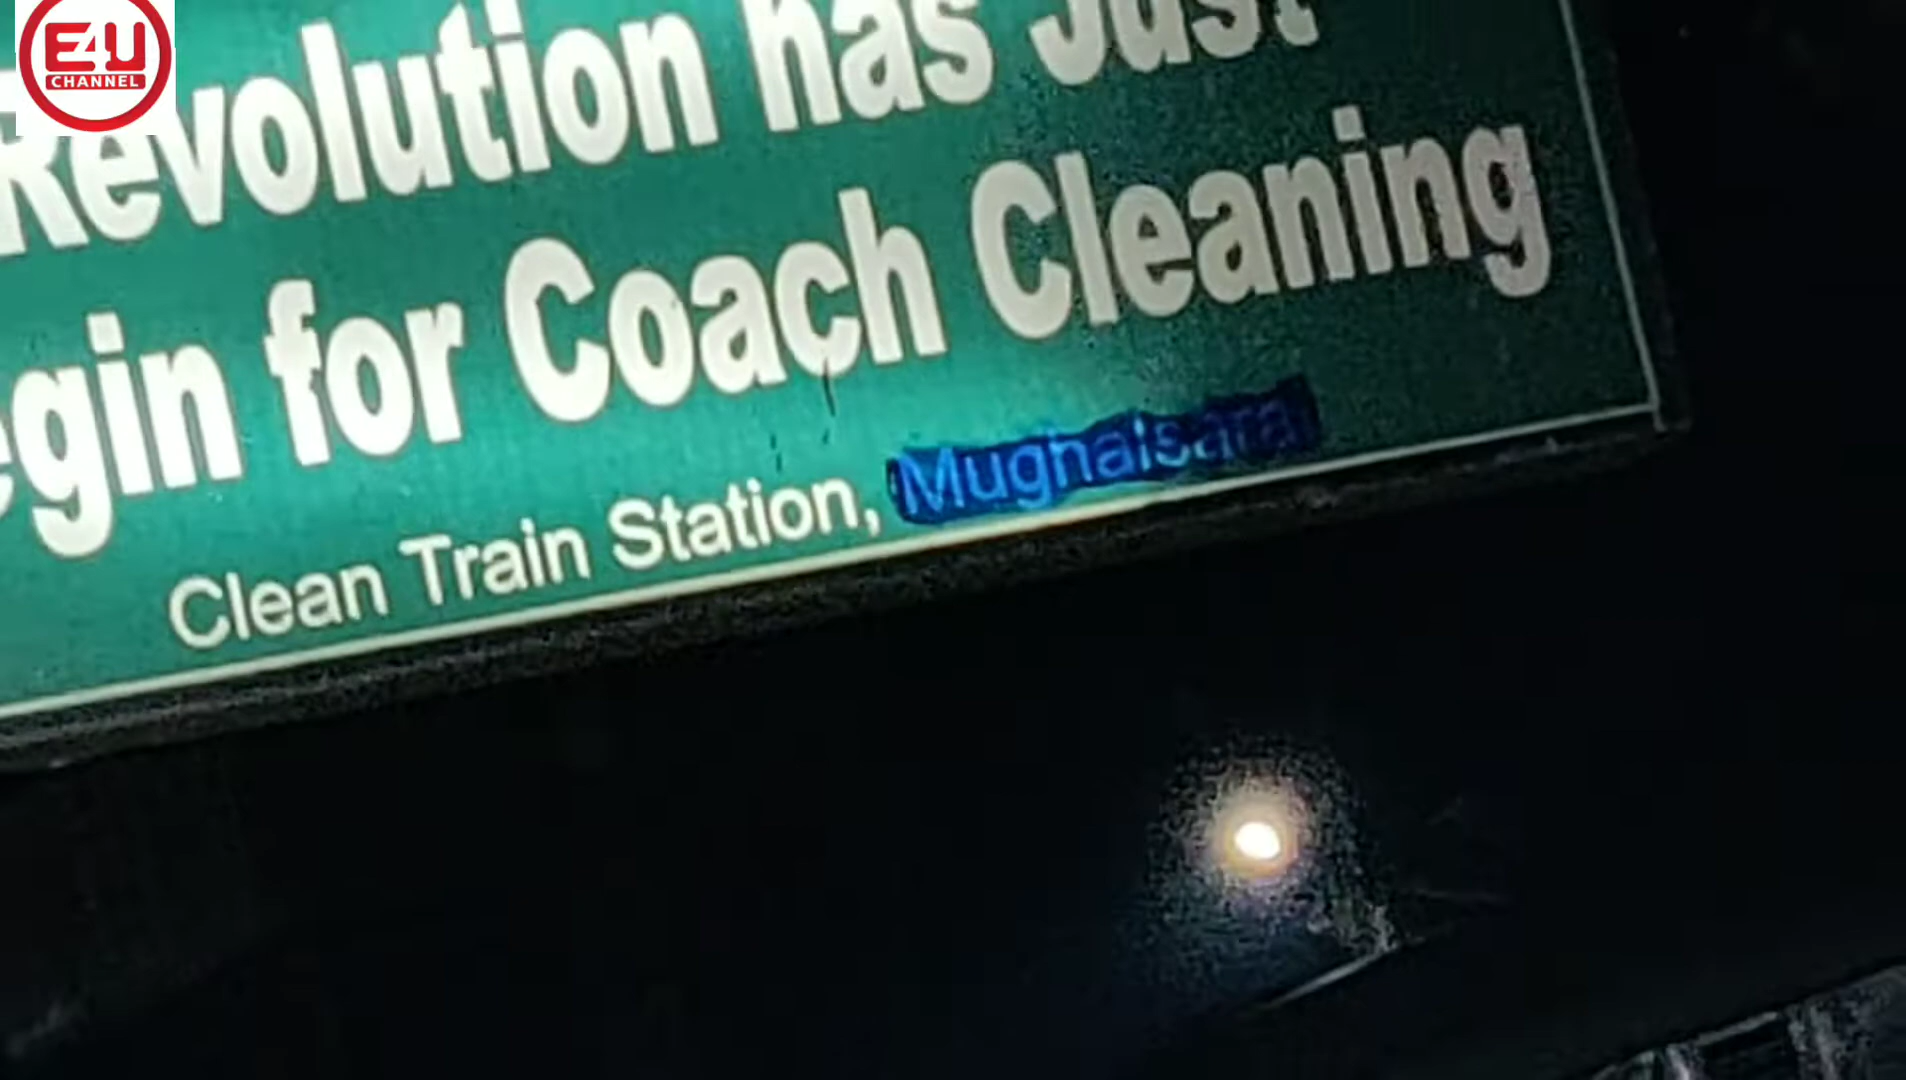 E4U
CHANNEL
Revolution has Just
egin for Coach Cleaning
Clean Train Station, Mughalsarai